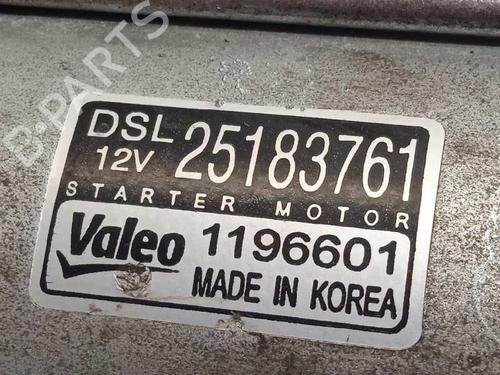 B-PARTS
DSL 25183761
12V
STARTER MOTOR
Valeo 1196601
MADE IN KOREA